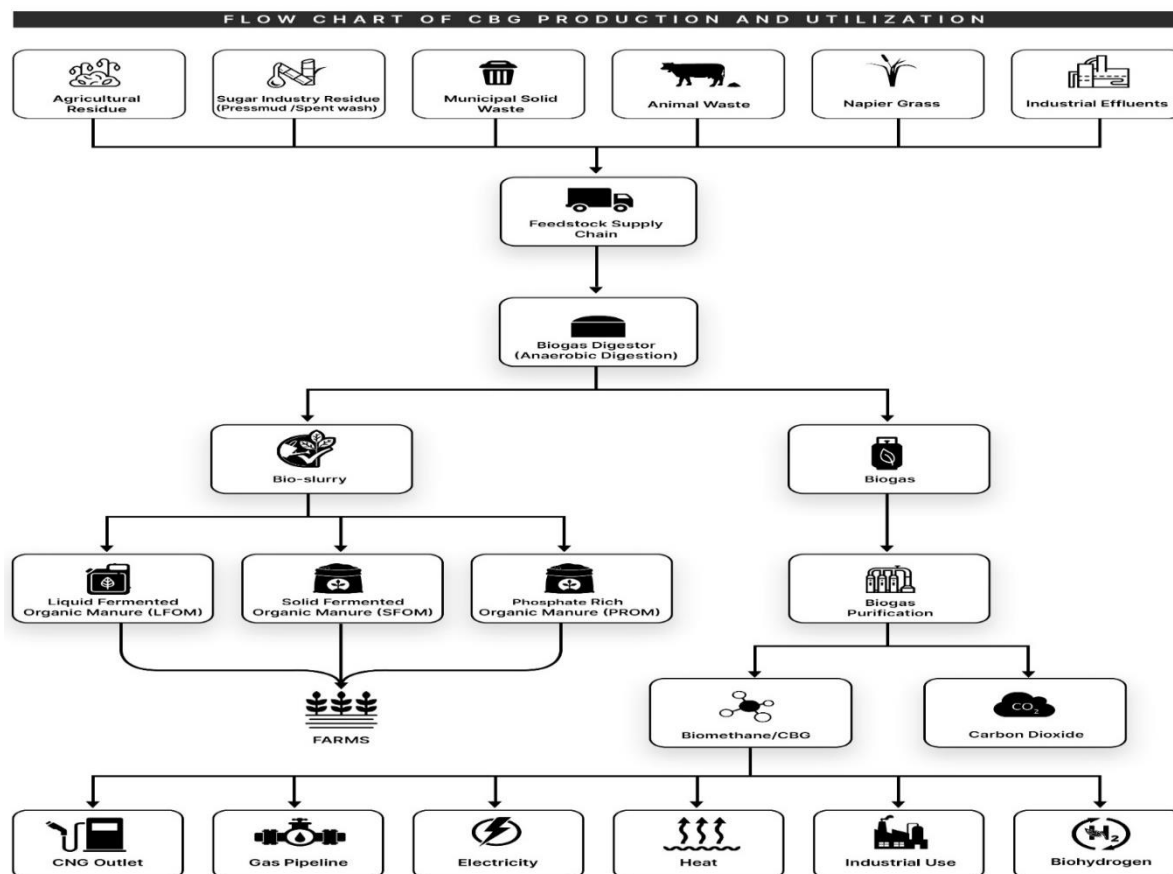 FLOW CHART OF CBG PRODUCTION AND UTILIZATION
Agricultural
Residue
Sugar Industry Residue
(Pressmud /Spent wash)
Municipal Solid
Waste
Animal Waste
Napier Grass
Industrial Effluents
Feedstock Supply
Chain
Biogas Digestor
(Anaerobic Digestion)
Bio-slurry
Biogas
Liquid Fermented
Organic Manure (LFOM)
Solid Fermented
Organic Manure (SFOM)
Phosphate Rich
Organic Manure (PROM)
Biogas
Purification
FARMS
Biomethane/CBG
CO2
Carbon Dioxide
CNG Outlet
Gas Pipeline
Electricity
Heat
Industrial Use
H2
Biohydrogen